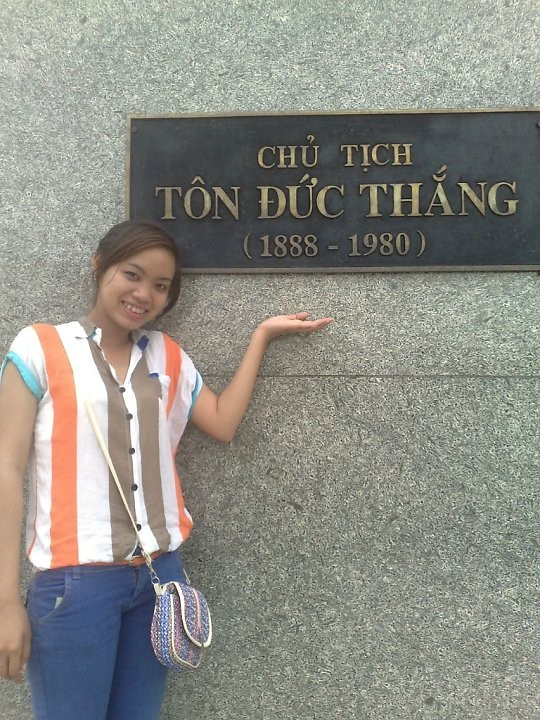 CHỦ TỊCH
TÔN ĐỨC THẮNG
(1888 - 1980)